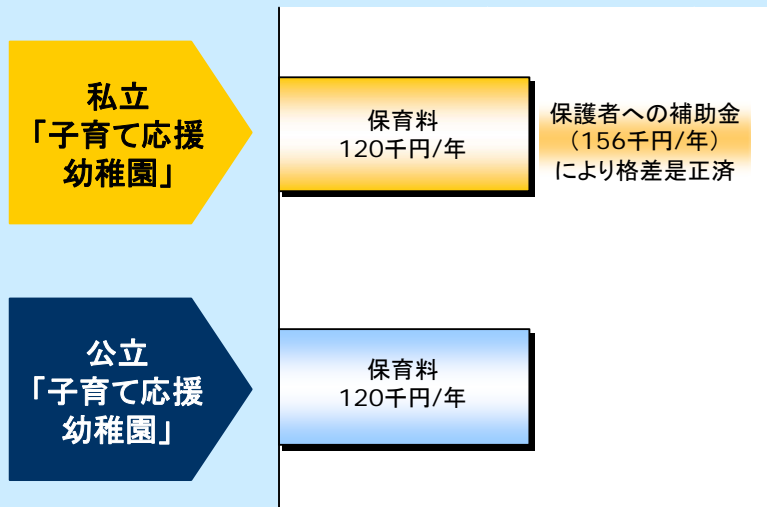 私立
「子育て応援
幼稚園」
保育料
120千円/年
保護者への補助金
（156千円/年）
により格差是正済
公立
「子育て応援
幼稚園」
保育料
120千円/年